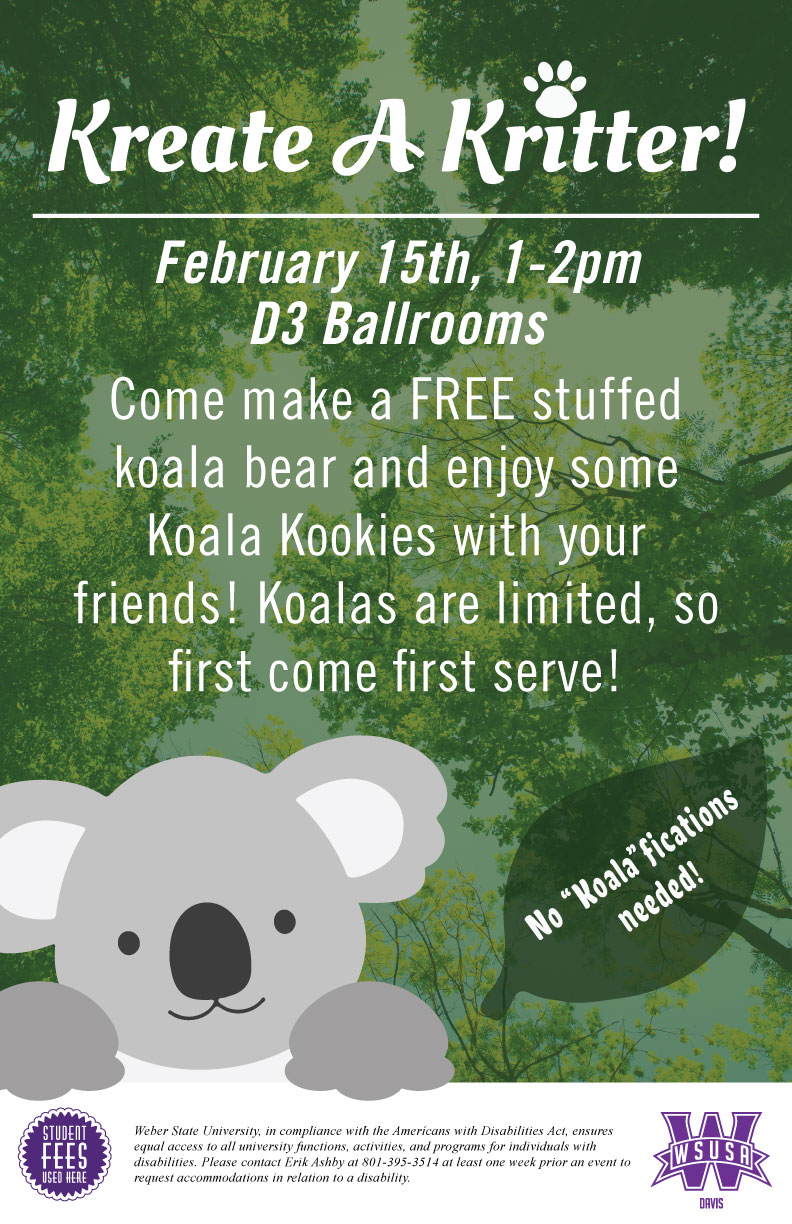 Kreate A Kritter!
February 15th, 1-2pm
D3 Ballrooms
Come make a FREE stuffed
koala bear and enjoy some
Koala Kookies with your
friends! Koalas are limited, so
first come first serve!
No "Koala"fications
needed!
STUDENT
FEES
USED HERE
Weber State University, in compliance with the Americans with Disabilities Act, ensures
equal access to all university functions, activities, and programs for individuals with
disabilities. Please contact Erik Ashby at 801-395-3514 at least one week prior an event to
request accommodations in relation to a disability.
W
WSUSA
DAVIS